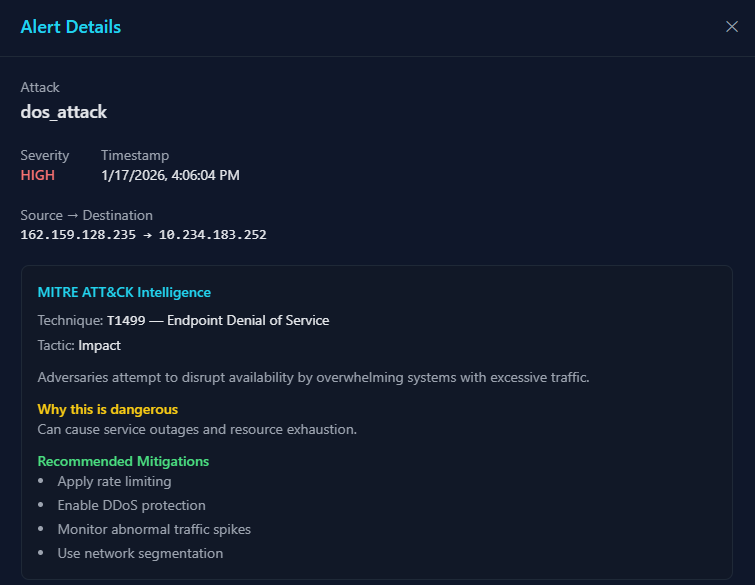 Alert Details
Attack
dos_attack
Severity Timestamp
HIGH 1/17/2026, 4:06:04 PM
Source → Destination
162.159.128.235 → 10.234.183.252
MITRE ATT&CK Intelligence
Technique: T1499 — Endpoint Denial of Service
Tactic: Impact
Adversaries attempt to disrupt availability by overwhelming systems with excessive traffic.
Why this is dangerous
Can cause service outages and resource exhaustion.
Recommended Mitigations
• Apply rate limiting
• Enable DDoS protection
• Monitor abnormal traffic spikes
• Use network segmentation